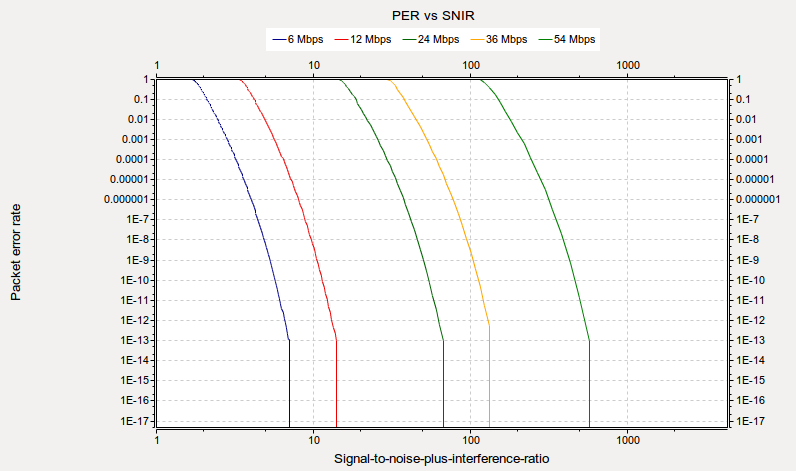 PER vs SNIR
6 Mbps 12 Mbps 24 Mbps 36 Mbps 54 Mbps
1 10 100 1000
1 1
0.1 0.1
0.01 0.01
0.001 0.001
0.0001 0.0001
0.00001 0.00001
0.000001 0.000001
1E-7 1E-7
1E-8 1E-8
1E-9 1E-9
1E-10 1E-10
1E-11 1E-11
1E-12 1E-12
1E-13 1E-13
1E-14 1E-14
1E-15 1E-15
1E-16 1E-16
1E-17 1E-17
Packet error rate
1 10 100 1000
Signal-to-noise-plus-interference-ratio